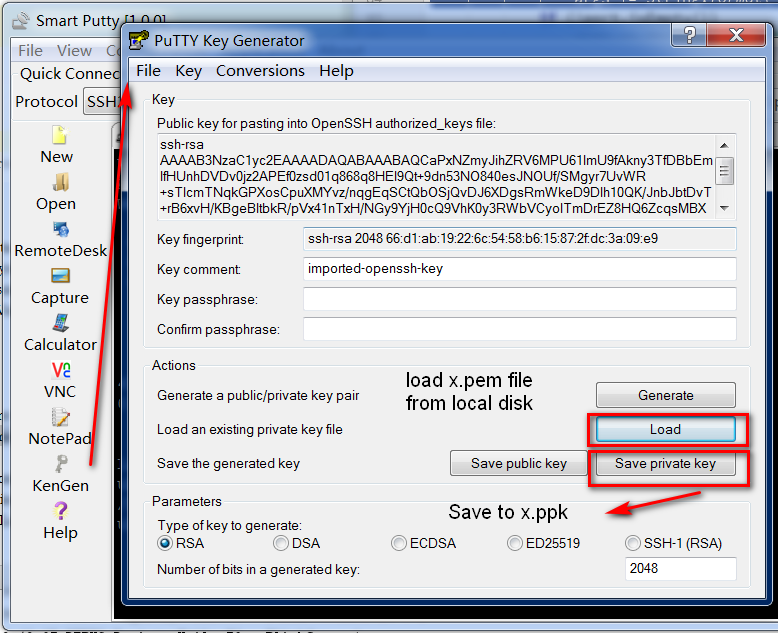 Smart Putty [1.0.0]
File View
Quick Connec
Protocol SSH
New
Open
RemoteDesk
Capture
Calculator
VNC
NotePad
KenGen
Help
PuTTY Key Generator
File Key Conversions Help
Key
Public key for pasting into OpenSSH authorized_keys file:
ssh-rsa
AAAAB3NzaC1yc2EAAAADAQABAAABAQCaPxNZmyJihZRV6MPU61lmU9fAkny3TfDBbEm
lfHUnhDVDv0jz2APEf0zsd01q868q8HEl9Qt+9dn53NO840esJNOUf/SMgyr7UvWR
+sTlcmTNqkGPXosCpuXMYvz/nqgEqSCtQbOSjQvDJ6XDgsRmWkeD9Dlh10QK/JnbJbtDvT
+rB6xvH/KBgeBltbkR/pVx41nTxH/NGy9YjH0cQ9VhK0y3RWbVCyoITmDrEZ8HQ6ZcqsMBX
Key fingerprint: ssh-rsa 2048 66:d1:ab:19:22:6c:54:58:b6:15:87:2f:dc:3a:09:e9
Key comment: imported-openssh-key
Key passphrase:
Confirm passphrase:
Actions
Generate a public/private key pair Generate
load x.pem file
from local disk
Load an existing private key file Load
Save the generated key Save public key Save private key
Parameters
Save to x.ppk
Type of key to generate:
RSA DSA ECDSA ED25519 SSH-1 (RSA)
Number of bits in a generated key: 2048